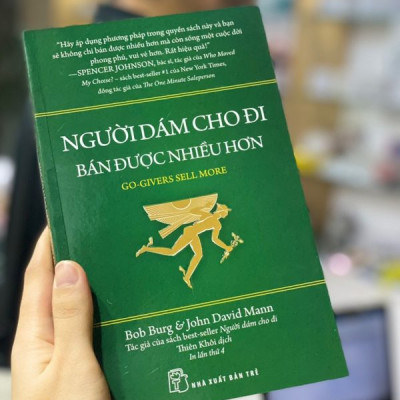 "Hãy áp dụng phương pháp trong quyển sách này và bạn
sẽ không chỉ bán được nhiều hơn mà còn sống một cuộc đời
phong phú, vui vẻ hơn. Rất hiệu quả!"
—SPENCER JOHNSON, bác sĩ, tác giả của Who Moved
My Cheese? – sách best-seller #1 của New York Times,
đồng tác giả của The One Minute Salesperson
NGƯỜI DÁM CHO ĐI
BÁN ĐƯỢC NHIỀU HƠN
GO-GIVERS SELL MORE
Bob Burg & John David Mann
Tác giả của sách best-seller Người dám cho đi
Thiên Khôi dịch
In lần thứ 4
NHÀ XUẤT BẢN TRẺ